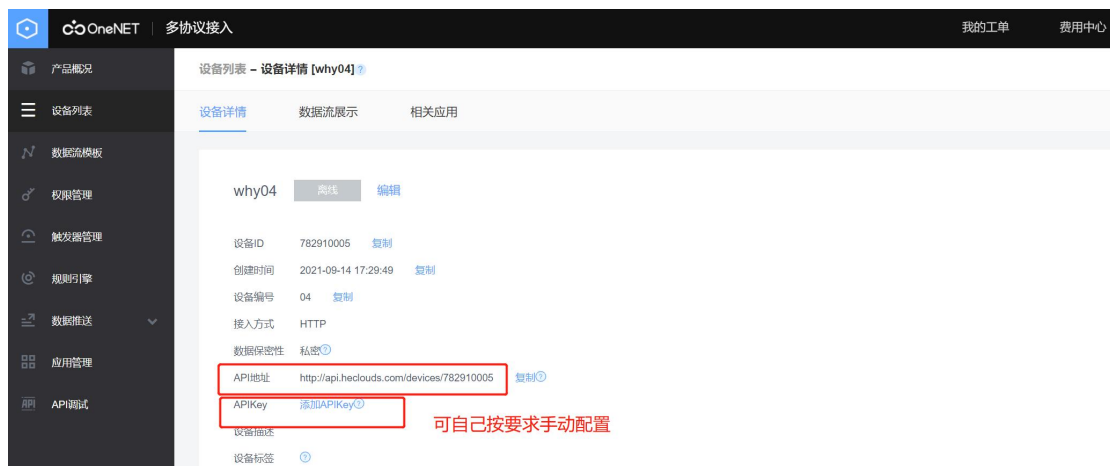 OneNET 多协议接入 我的工单 费用中心
产品概况
设备列表
数据流模板
权限管理
触发器管理
规则引擎
数据推送
应用管理
API API调试
设备列表 – 设备详情 [why04]
设备详情 数据流展示 相关应用
why04 离线 编辑
设备ID 782910005 复制
创建时间 2021-09-14 17:29:49 复制
设备编号 04 复制
接入方式 HTTP
数据保密性 私密
API地址 http://api.heclouds.com/devices/782910005 复制
APIKey 添加APIKey
可自己按要求手动配置
设备描述
设备标签